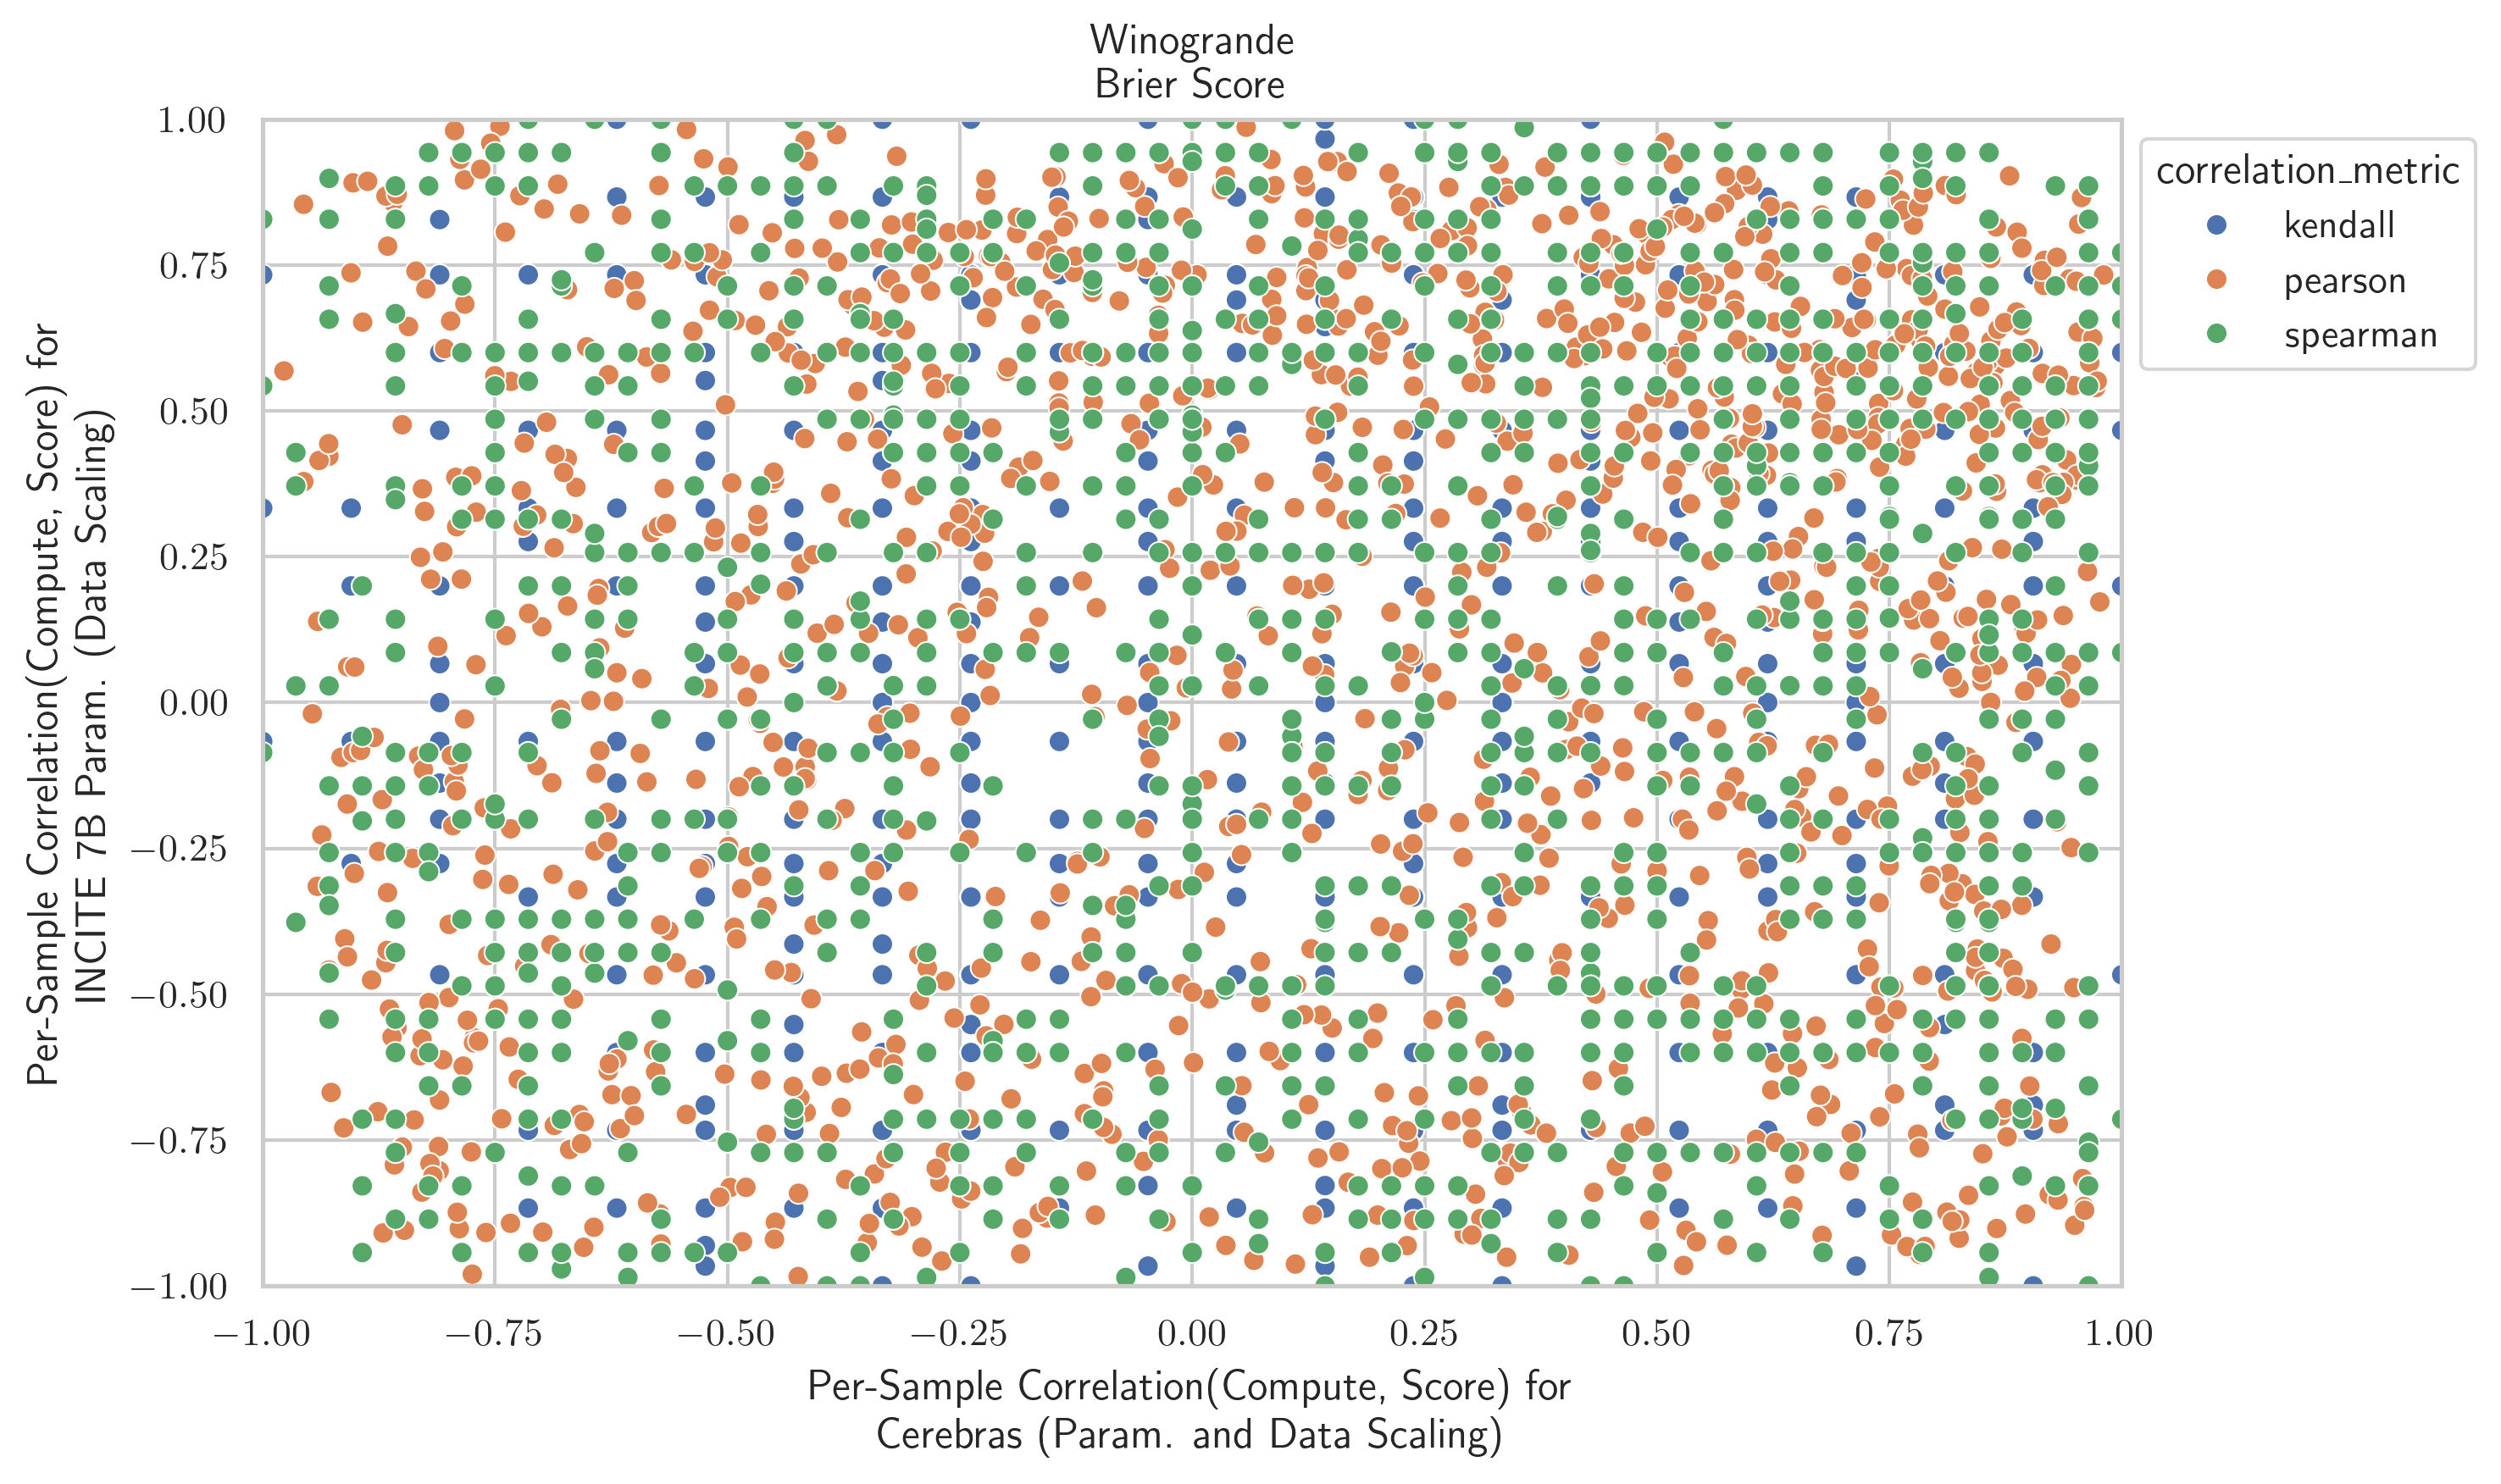 Winogrande
Brier Score
Per-Sample Correlation(Compute, Score) for
INCITE 7B Param. (Data Scaling)
1.00
0.75
0.50
0.25
0.00
−0.25
−0.50
−0.75
−1.00
−1.00 −0.75 −0.50 −0.25 0.00 0.25 0.50 0.75 1.00
Per-Sample Correlation(Compute, Score) for
Cerebras (Param. and Data Scaling)
correlation_metric
kendall
pearson
spearman